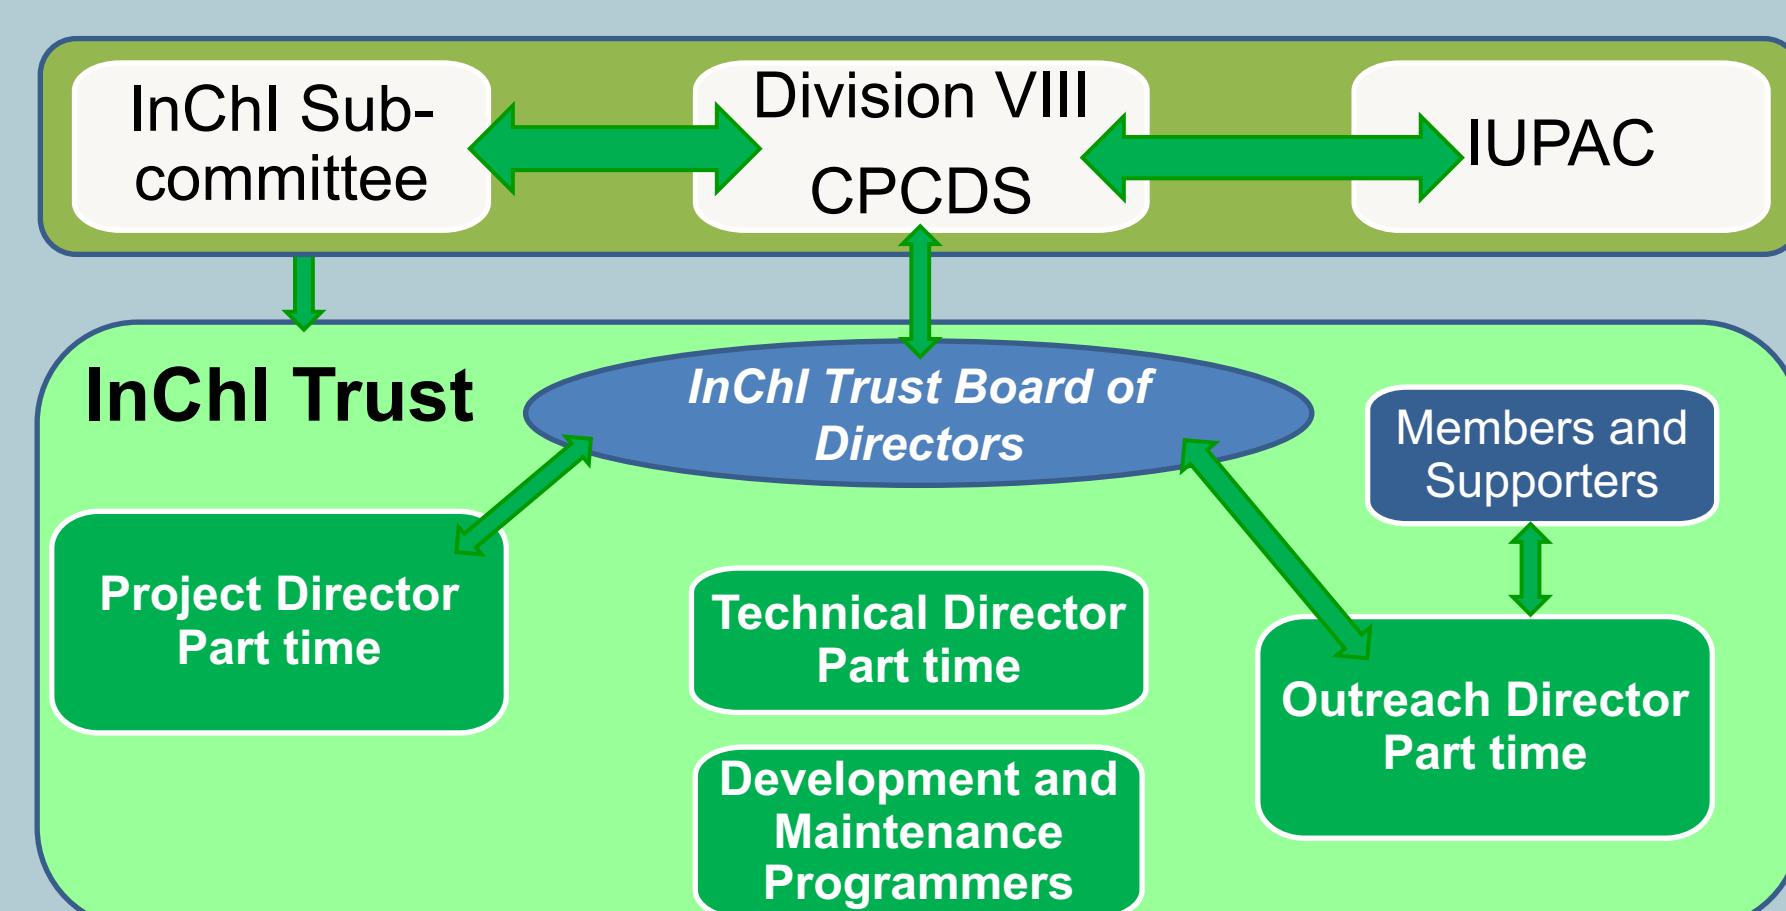 InChI Sub-
committee
Division VIII
CPCDS
IUPAC
InChI Trust
InChI Trust Board of
Directors
Members and
Supporters
Project Director
Part time
Technical Director
Part time
Outreach Director
Part time
Development and
Maintenance
Programmers